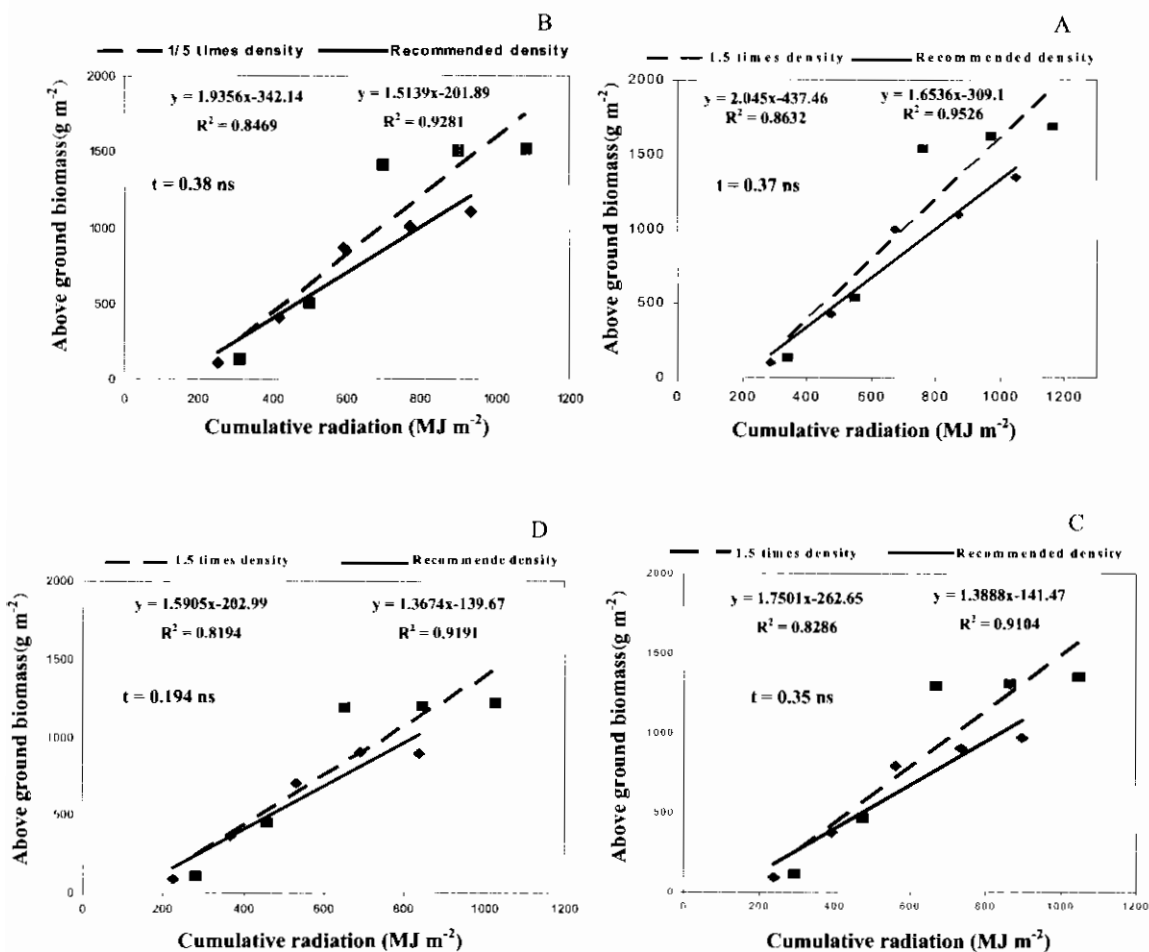 B
1/5 times density Recommended density
2000
1500
1000
500
0
y = 1.9356x-342.14 y = 1.5139x-201.89
R² = 0.8469 R² = 0.9281
t = 0.38 ns
Above ground biomass(g m⁻²)
0 200 400 600 800 1000 1200
Cumulative radiation (MJ m⁻²)
A
1.5 times density Recommended density
2000
1500
1000
500
0
y = 2.045x-437.46 y = 1.6536x-309.1
R² = 0.8632 R² = 0.9526
t = 0.37 ns
Above ground biomass(g m⁻²)
0 200 400 600 800 1000 1200
Cumulative radiation (MJ m⁻²)
D
1.5 times density Recommende density
2000
1500
1000
500
0
y = 1.5905x-202.99 y = 1.3674x-139.67
R² = 0.8194 R² = 0.9191
t = 0.194 ns
Above ground biomass(g m⁻²)
0 200 400 600 800 1000 1200
Cumulative radiation (MJ m⁻²)
C
1.5 times density Recommended density
2000
1500
1000
500
0
y = 1.7501x-262.65 y = 1.3888x-141.47
R² = 0.8286 R² = 0.9104
t = 0.35 ns
Above ground biomass(g m⁻²)
0 200 400 600 800 1000 1200
Cumulative radiation (MJ m⁻²)